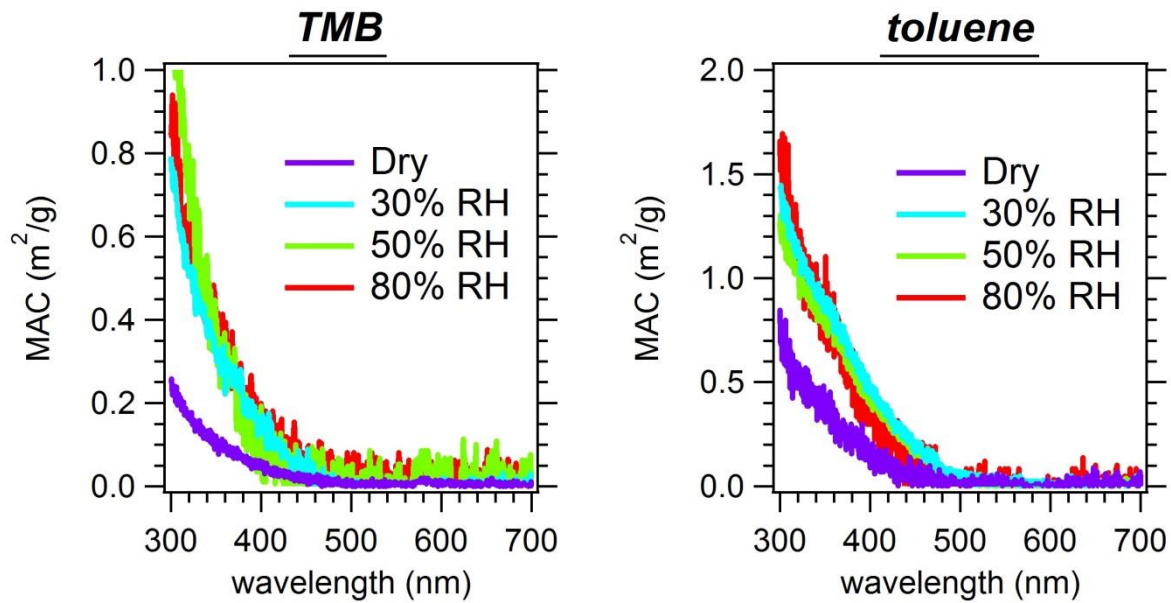 TMB
1.0
0.8
0.6
0.4
0.2
0.0
MAC (m²/g)
Dry
30% RH
50% RH
80% RH
300 400 500 600 700
wavelength (nm)
toluene
2.0
1.5
1.0
0.5
0.0
MAC (m²/g)
Dry
30% RH
50% RH
80% RH
300 400 500 600 700
wavelength (nm)